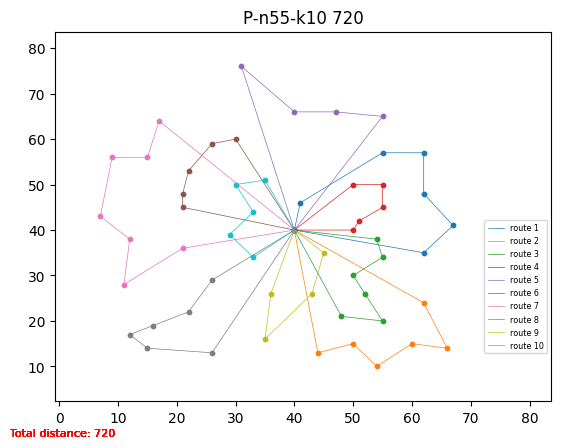 P-n55-k10 720
80
70
60
50
40
30
20
10
route 1
route 2
route 3
route 4
route 5
route 6
route 7
route 8
route 9
route 10
0 10 20 30 40 50 60 70 80
Total distance: 720